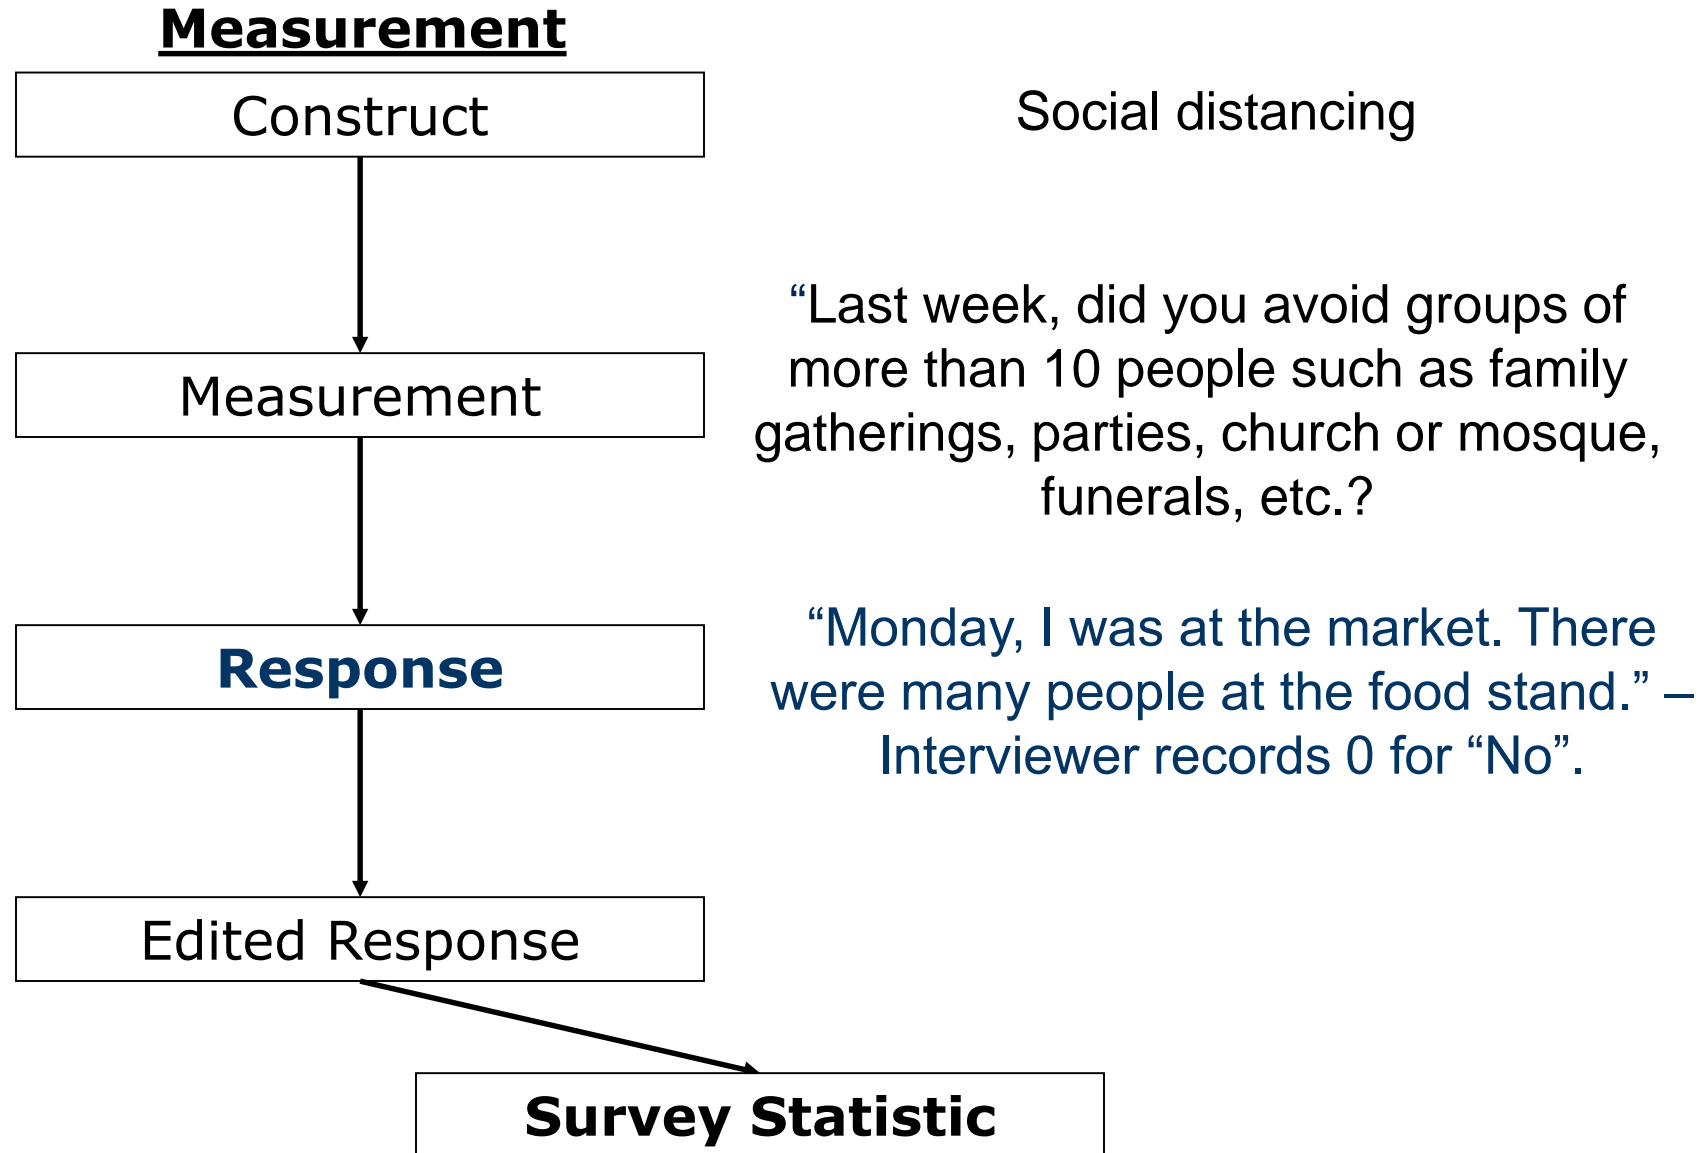 Measurement
Construct
Social distancing
“Last week, did you avoid groups of
more than 10 people such as family
gatherings, parties, church or mosque,
funerals, etc.?
Measurement
“Monday, I was at the market. There
were many people at the food stand.” –
Interviewer records 0 for “No”.
Response
Edited Response
Survey Statistic